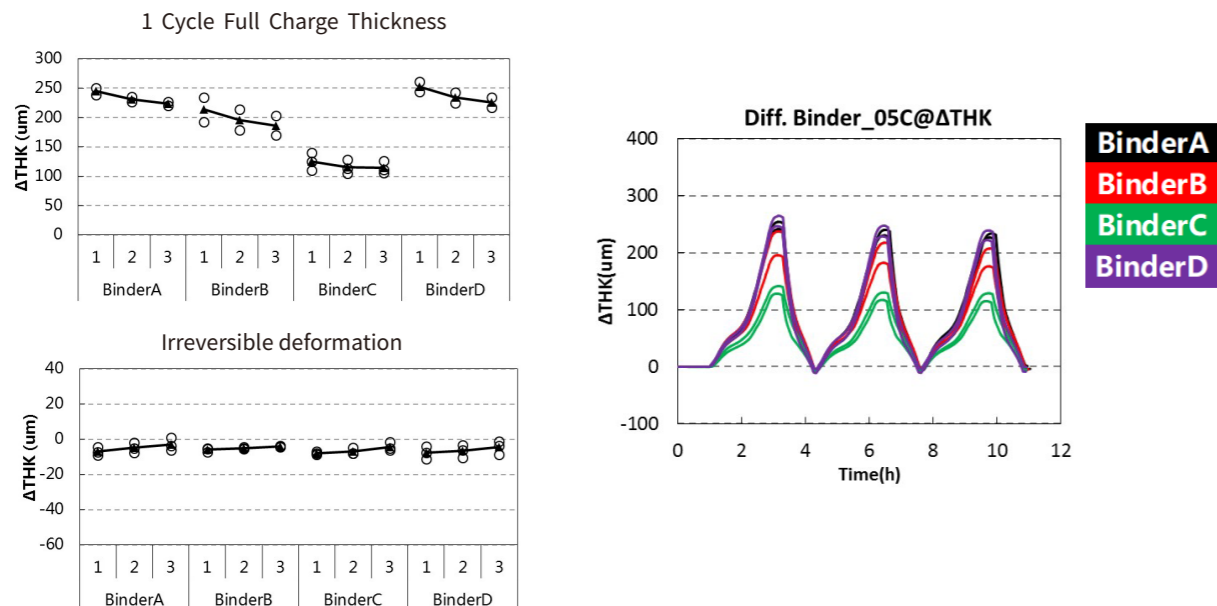 1 Cycle Full Charge Thickness
300
250
200
150
100
50
0
ΔTHK (um)
1 2 3 1 2 3 1 2 3 1 2 3
BinderA BinderB BinderC BinderD
Irreversible deformation
40
20
0
-20
-40
-60
ΔTHK (um)
1 2 3 1 2 3 1 2 3 1 2 3
BinderA BinderB BinderC BinderD
Diff. Binder_05C@ΔTHK
400
300
200
100
0
-100
ΔTHK(um)
0 2 4 6 8 10 12
Time(h)
BinderA
BinderB
BinderC
BinderD